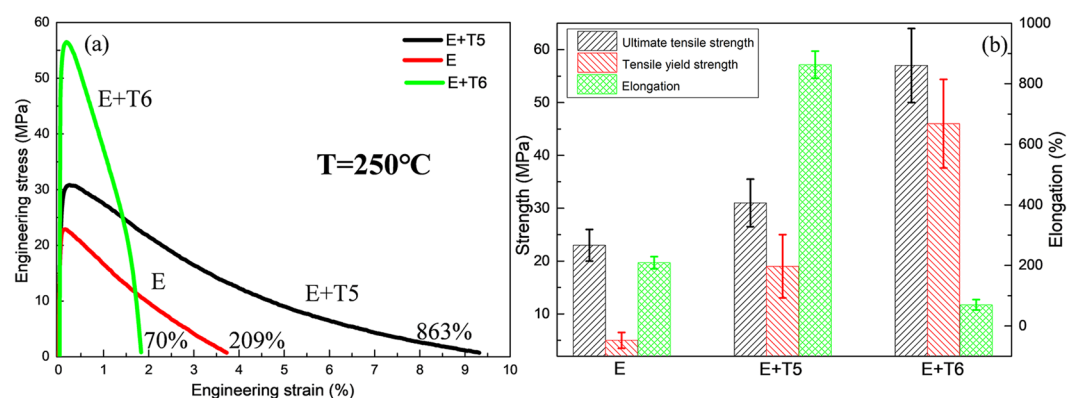 (a)
E+T5
E
E+T6
E+T6
T=250℃
E
E+T5
70%
209%
863%
Engineering stress (MPa)
60
50
40
30
20
10
0
0 1 2 3 4 5 6 7 8 9 10
Engineering strain (%)
(b)
Ultimate tensile strength
Tensile yield strength
Elongation
Strength (MPa)
60
50
40
30
20
10
E E+T5 E+T6
1000
800
600
400
200
0
Elongation (%)